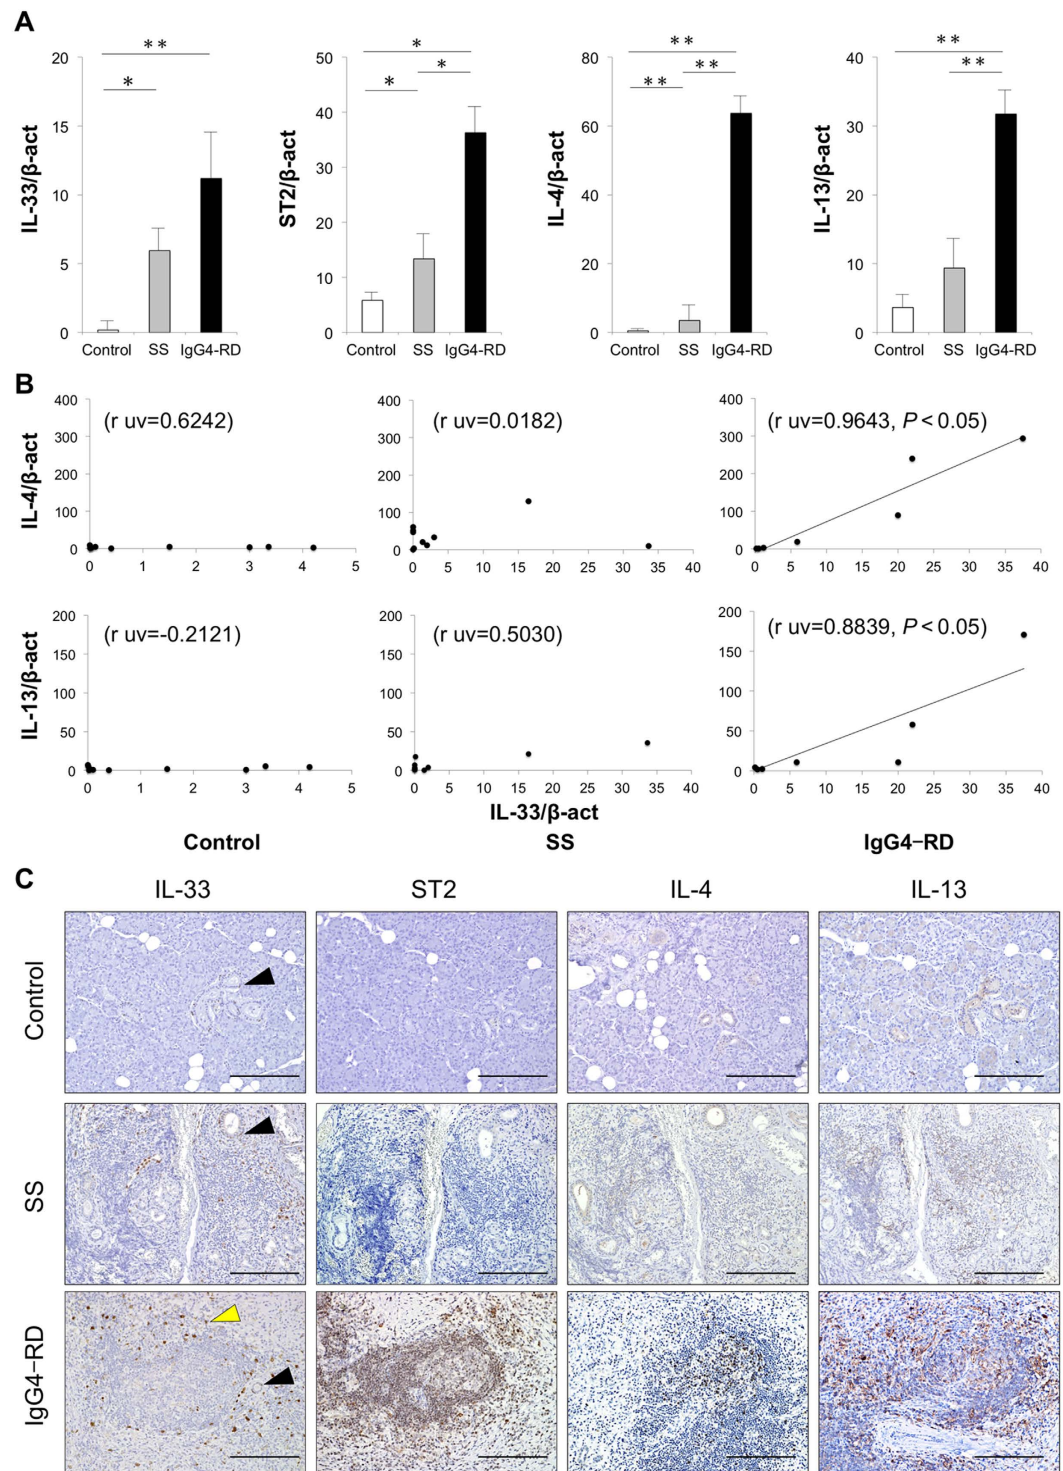 A
** * * * * ** ** ** ** **
20 15 10 5 0 IL-33/β-act
50 40 30 20 10 0 ST2/β-act
80 60 40 20 0 IL-4/β-act
40 30 20 10 0 IL-13/β-act
Control SS IgG4-RD Control SS IgG4-RD Control SS IgG4-RD Control SS IgG4-RD
B
IL-4/β-act
400 300 200 100 0 (r uv=0.6242)
400 300 200 100 0 (r uv=0.0182)
400 300 200 100 0 (r uv=0.9643, P < 0.05)
0 1 2 3 4 5 0 5 10 15 20 25 30 35 40 0 5 10 15 20 25 30 35 40
IL-13/β-act
200 150 100 50 0 (r uv=-0.2121)
200 150 100 50 0 (r uv=0.5030)
200 150 100 50 0 (r uv=0.8839, P < 0.05)
0 1 2 3 4 5 0 5 10 15 20 25 30 35 40 0 5 10 15 20 25 30 35 40
IL-33/β-act
Control SS IgG4−RD
C
IL-33 ST2 IL-4 IL-13
Control
SS
IgG4−RD